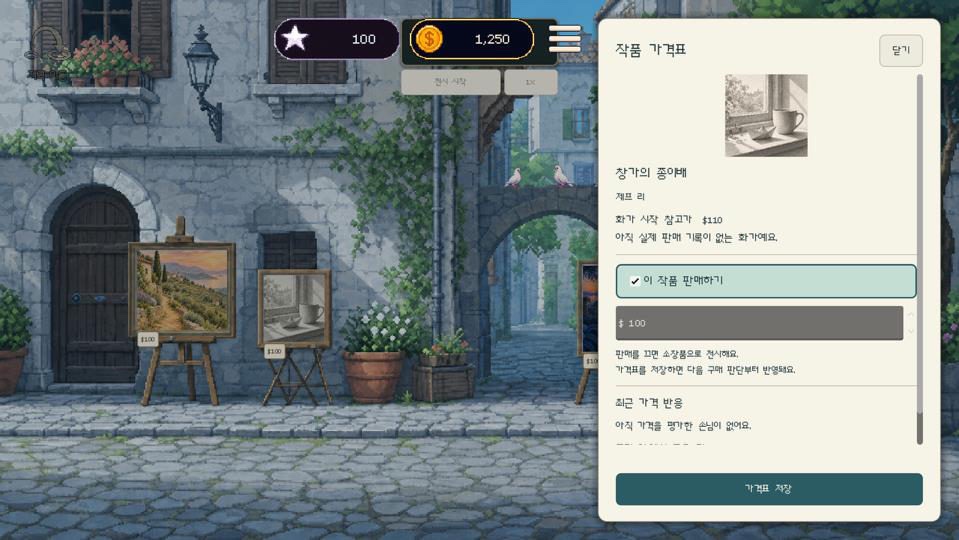 100
1,250
전시 시작
1X
$100
$100
작품 가격표
닫기
창가의 종이배
제프 리
화가 시작 참고가 $110
아직 실제 판매 기록이 없는 화가예요.
이 작품 판매하기
$ 100
판매를 끄면 소장품으로 전시해요.
가격표를 저장하면 다음 구매 판단부터 반영돼요.
최근 가격 반응
아직 가격을 평가한 손님이 없어요.
가격표 저장